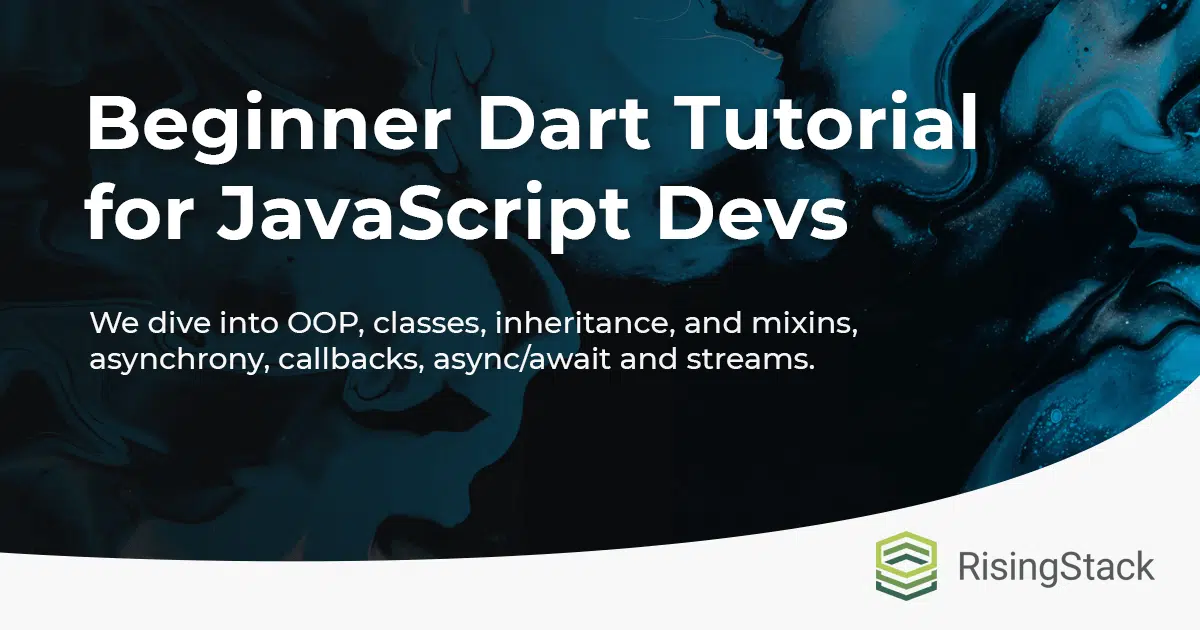 Beginner Dart Tutorial
for JavaScript Devs
We dive into OOP, classes, inheritance, and mixins,
asynchrony, callbacks, async/await and streams.
RisingStack